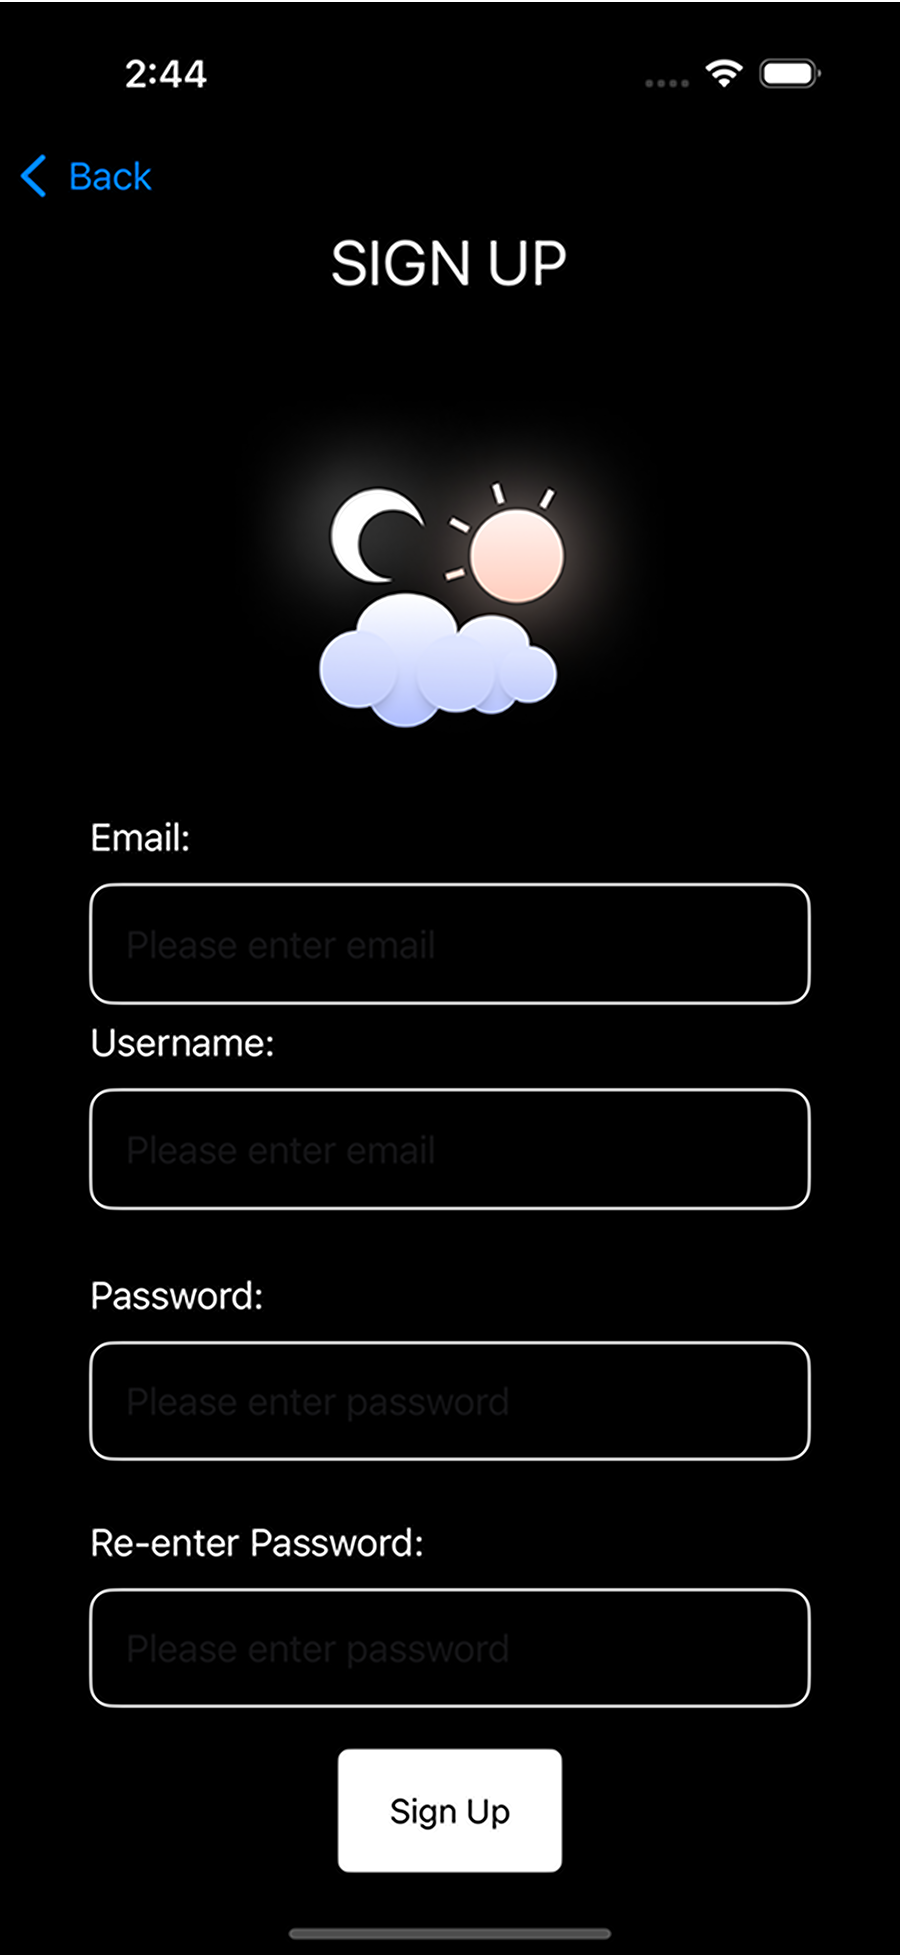 2:44
Back
SIGN UP
Email:
Please enter email
Username:
Please enter email
Password:
Please enter password
Re-enter Password:
Please enter password
Sign Up